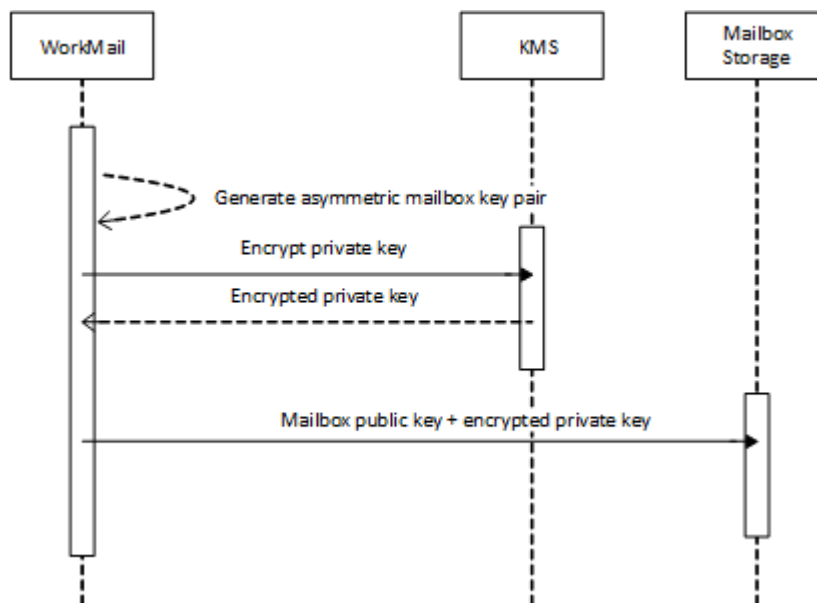 WorkMail
KMS
Mailbox
Storage
Generate asymmetric mailbox key pair
Encrypt private key
Encrypted private key
Mailbox public key + encrypted private key